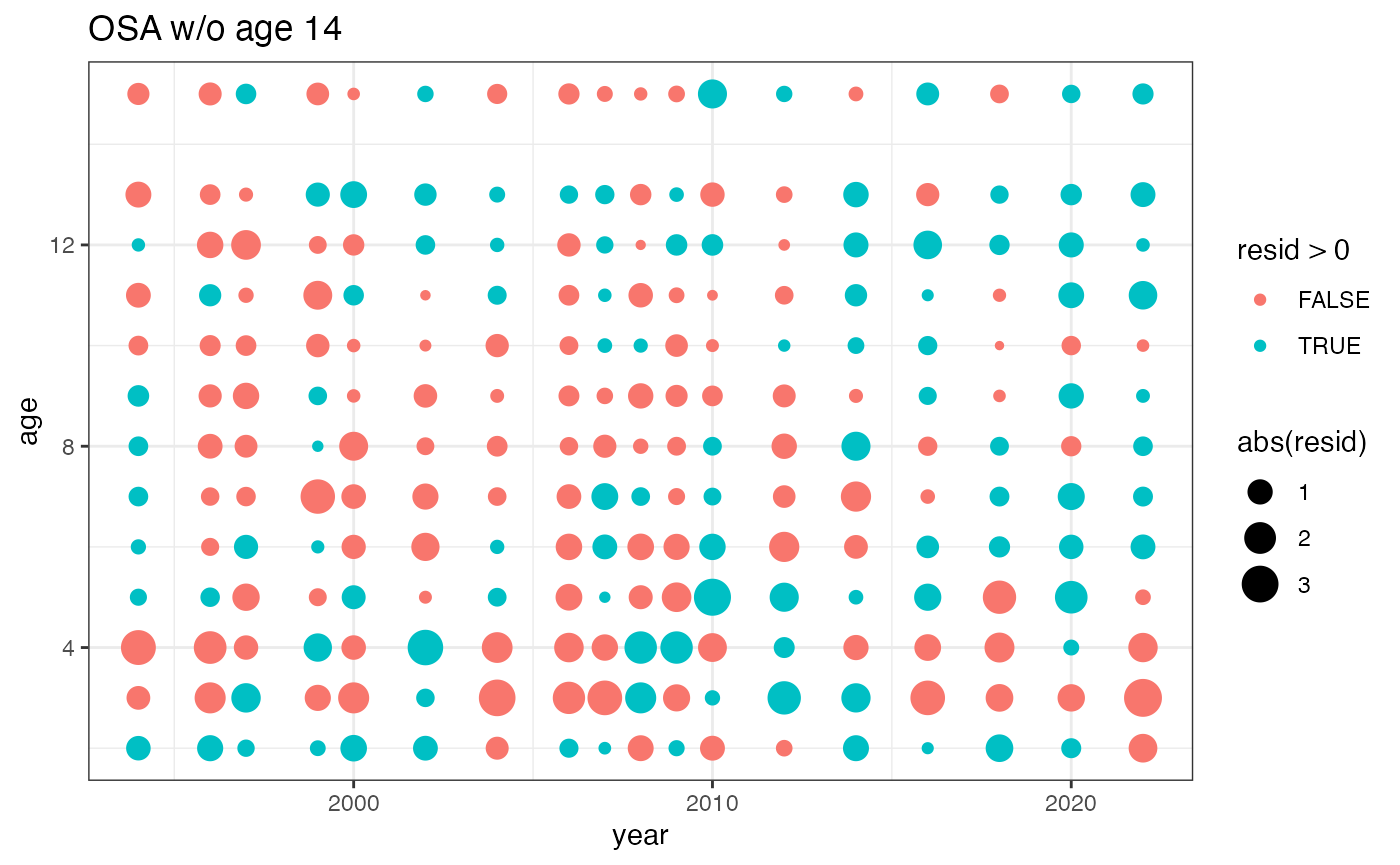 OSA w/o age 14
age
12
8
4
2000
2010
2020
year
resid > 0
FALSE
TRUE
abs(resid)
1
2
3